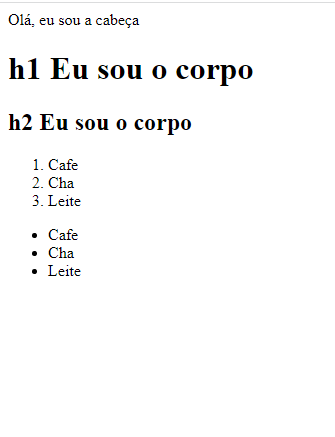 Olá, eu sou a cabeça
h1 Eu sou o corpo
h2 Eu sou o corpo
1. Cafe
2. Cha
3. Leite
• Cafe
• Cha
• Leite